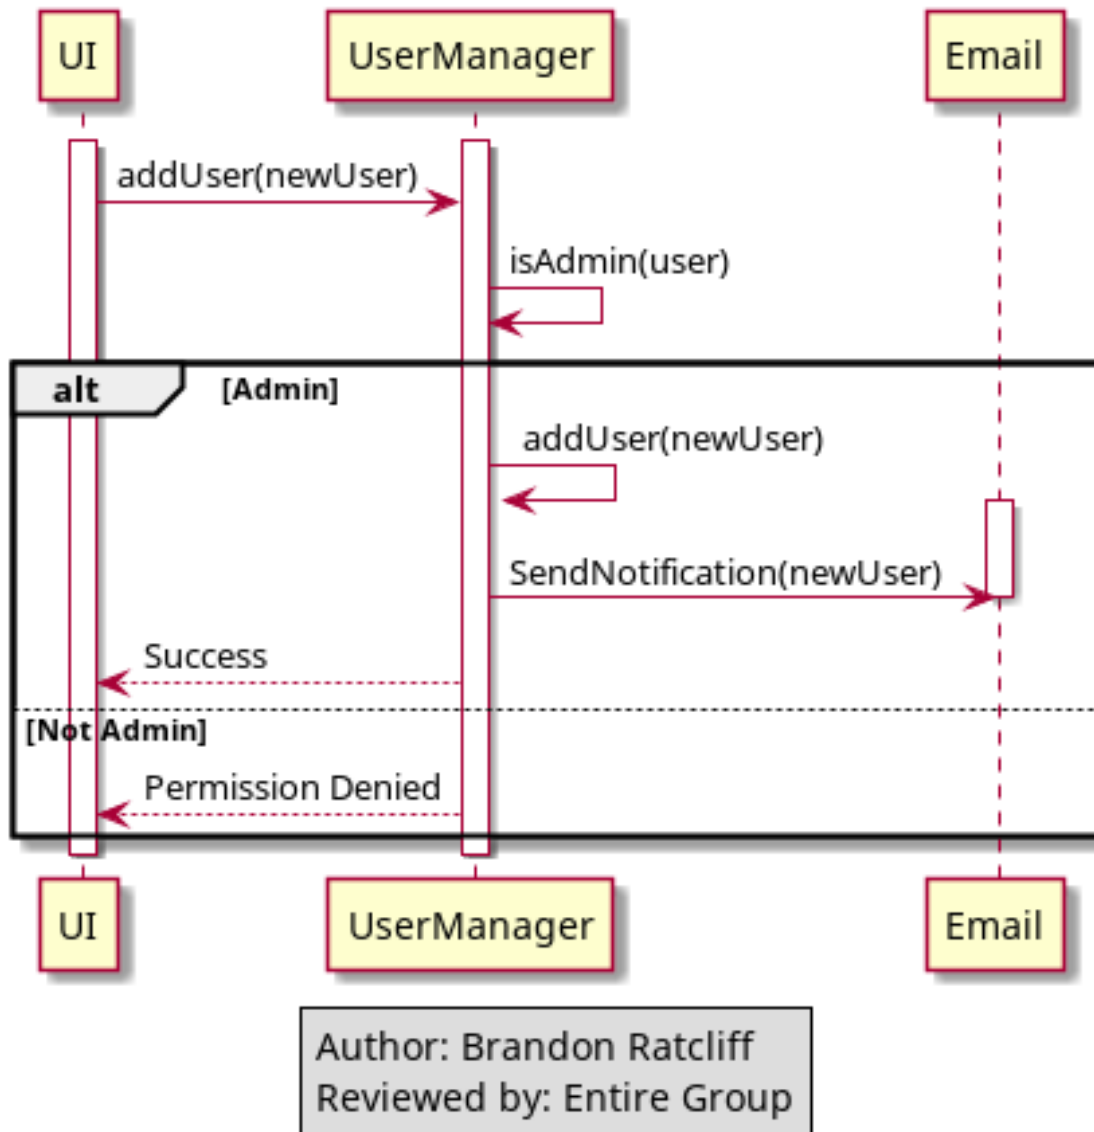 UI
UserManager
Email
addUser(newUser)
isAdmin(user)
alt
[Admin]
addUser(newUser)
SendNotification(newUser)
Success
[Not Admin]
Permission Denied
UI
UserManager
Email
Author: Brandon Ratcliff
Reviewed by: Entire Group